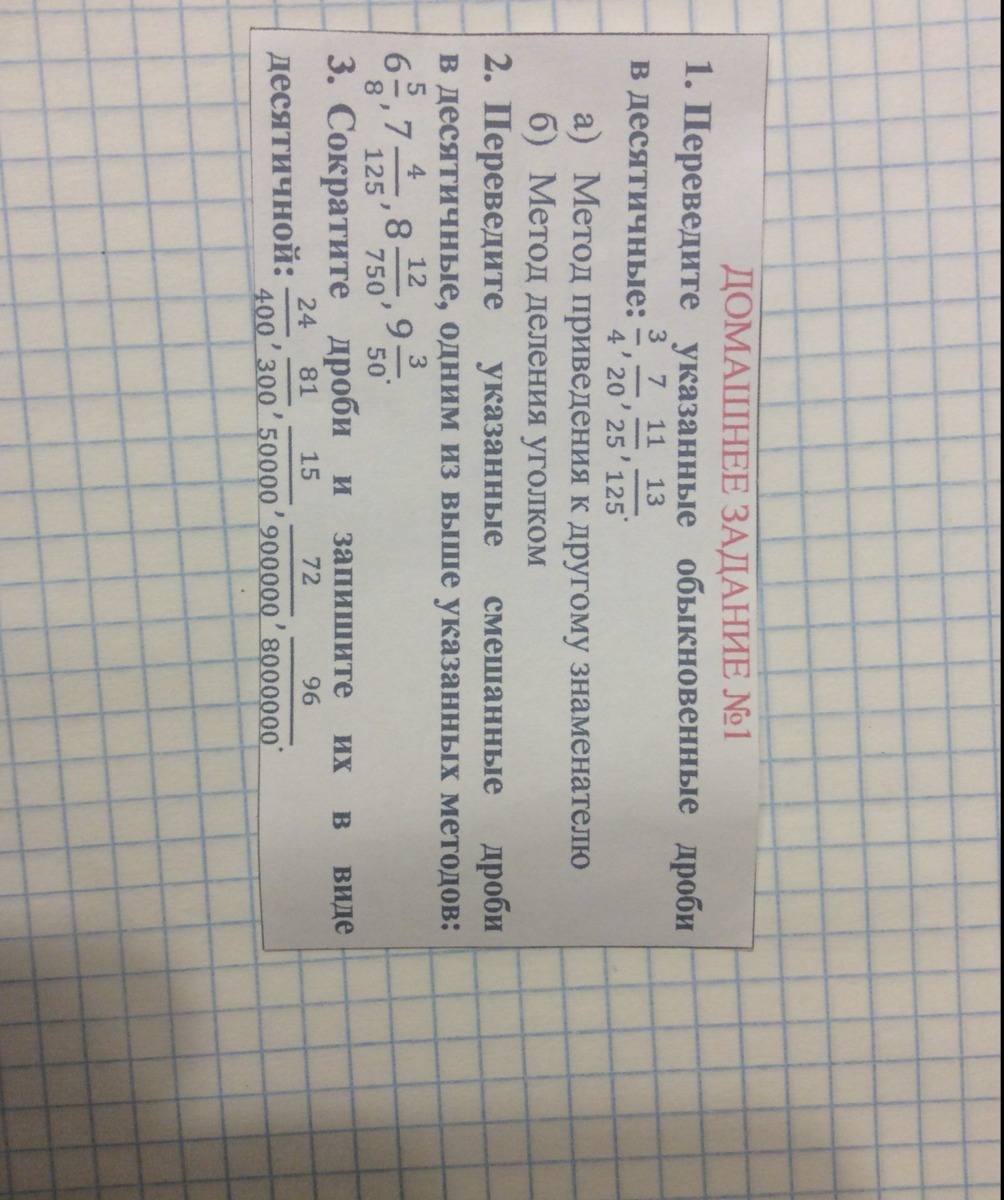 ДОМАШНЕЕ ЗАДАНИЕ №1
1. Переведите указанные обыкновенные дроби
в десятичные: 3/4, 7/20, 11/25, 13/125.
а) Метод приведения к другому знаменателю
б) Метод деления уголком
2. Переведите указанные смешанные дроби
в десятичные, одним из выше указанных методов:
6 5/8, 7 4/125, 8 12/750, 9 3/50.
3. Сократите дроби и запишите их в виде
десятичной: 24/400, 81/300, 15/50000, 72/900000, 96/8000000.